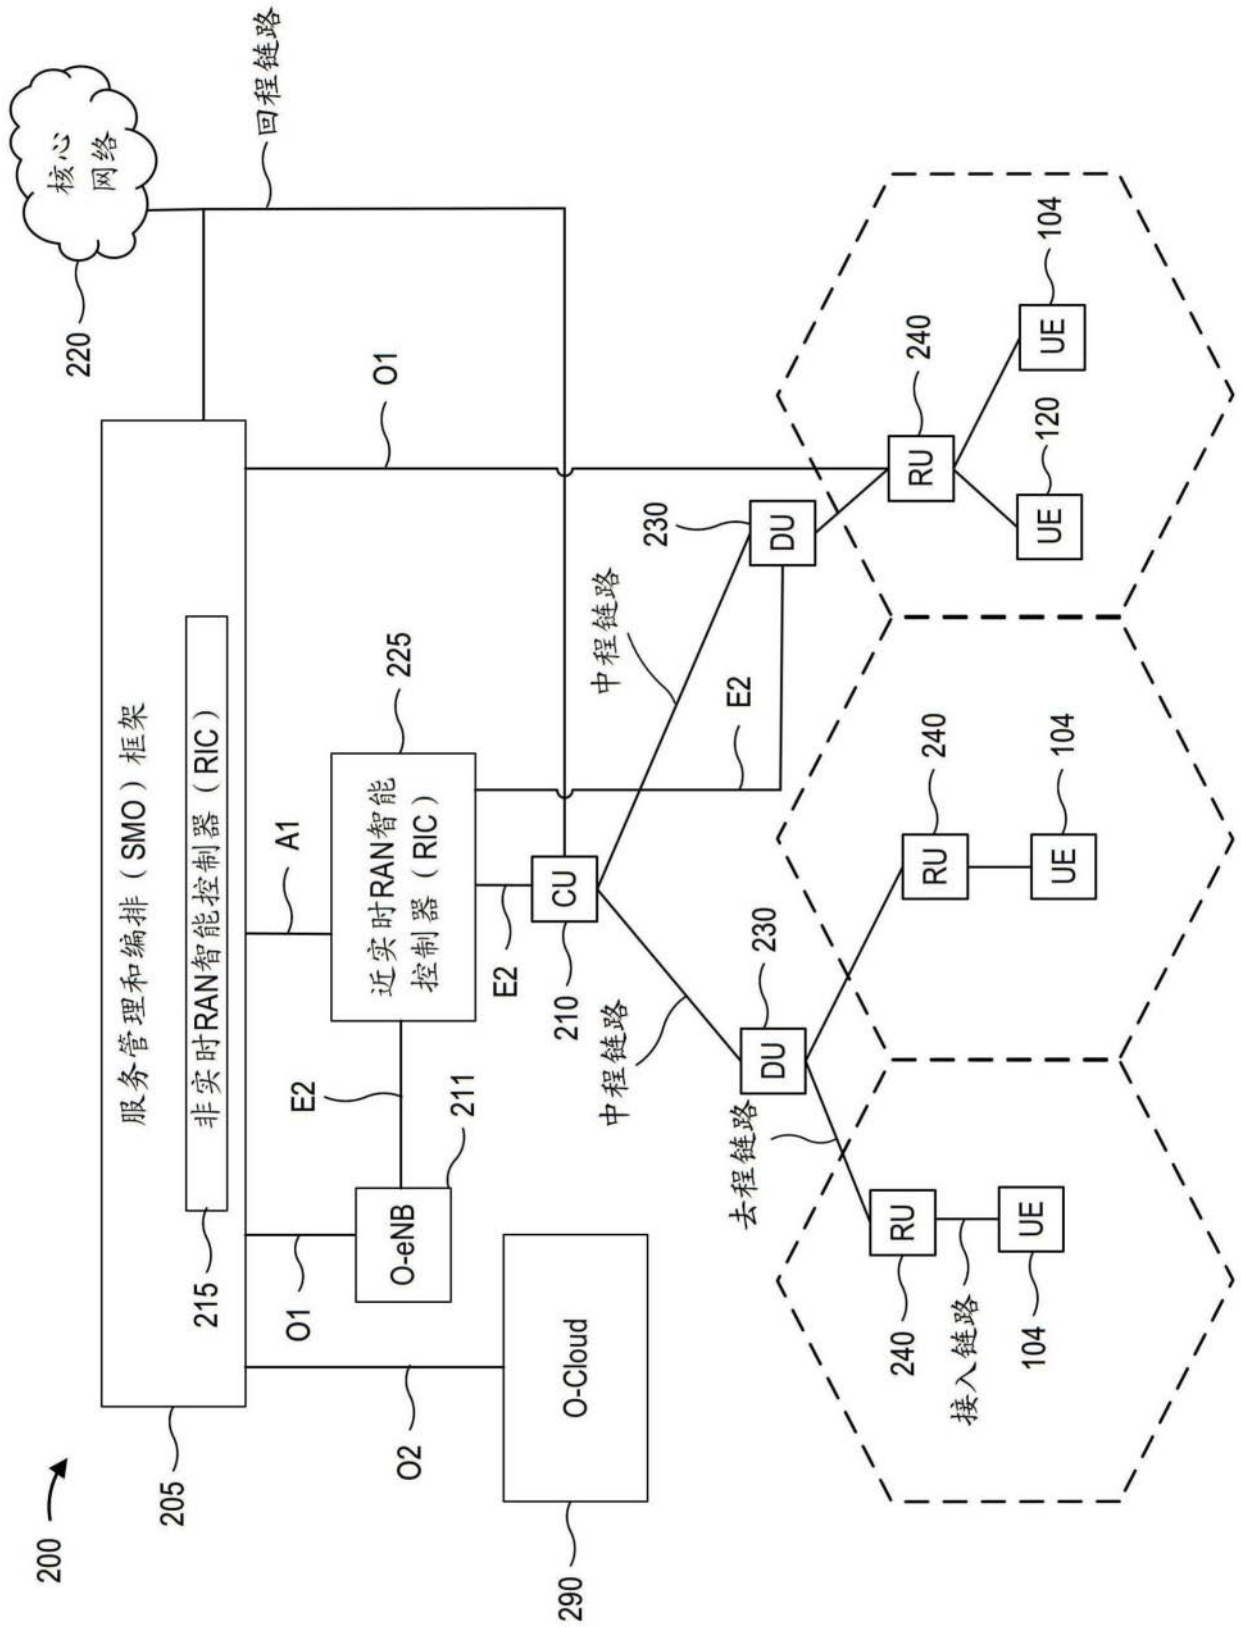 200
205
服务管理和编排（SMO）框架
215
非实时RAN智能控制器（RIC）
220
核心
网络
回程链路
O2
O1
A1
O1
290
O-Cloud
O-eNB
211
E2
近实时RAN智能
控制器（RIC）
225
E2
210
CU
中程链路
中程链路
E2
去程链路
DU
230
DU
230
240
RU
接入链路
104
UE
RU
240
UE
104
RU
240
UE
120
UE
104